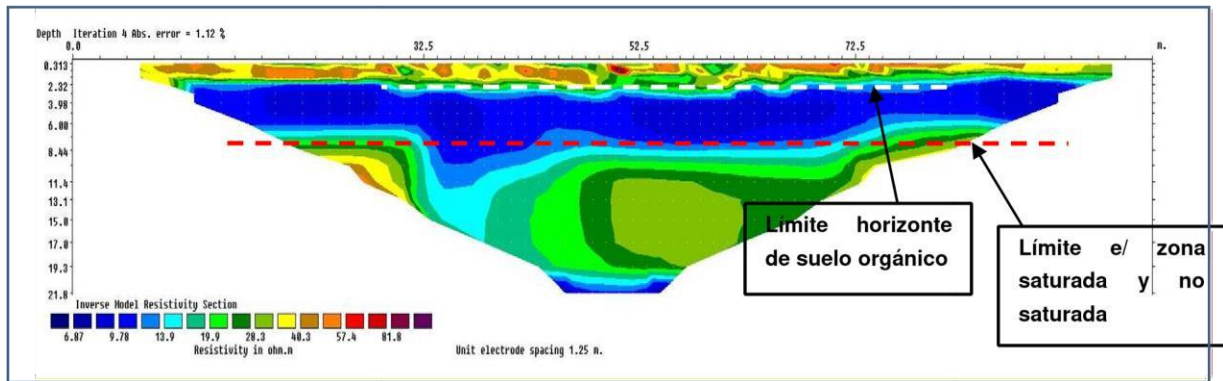 Depth Iteration 4 Abs. error = 1.12 %
0.0 32.5 52.5 72.5 m.
0.313
2.32
3.98
6.00
8.44
11.4
13.1
15.0
17.0
19.3
21.8
Límite horizonte
de suelo orgánico
Límite e/ zona
saturada y no
saturada
Inverse Model Resistivity Section
6.87 9.78 13.9 19.9 28.3 40.3 57.4 81.8
Resistivity in ohm.m
Unit electrode spacing 1.25 m.